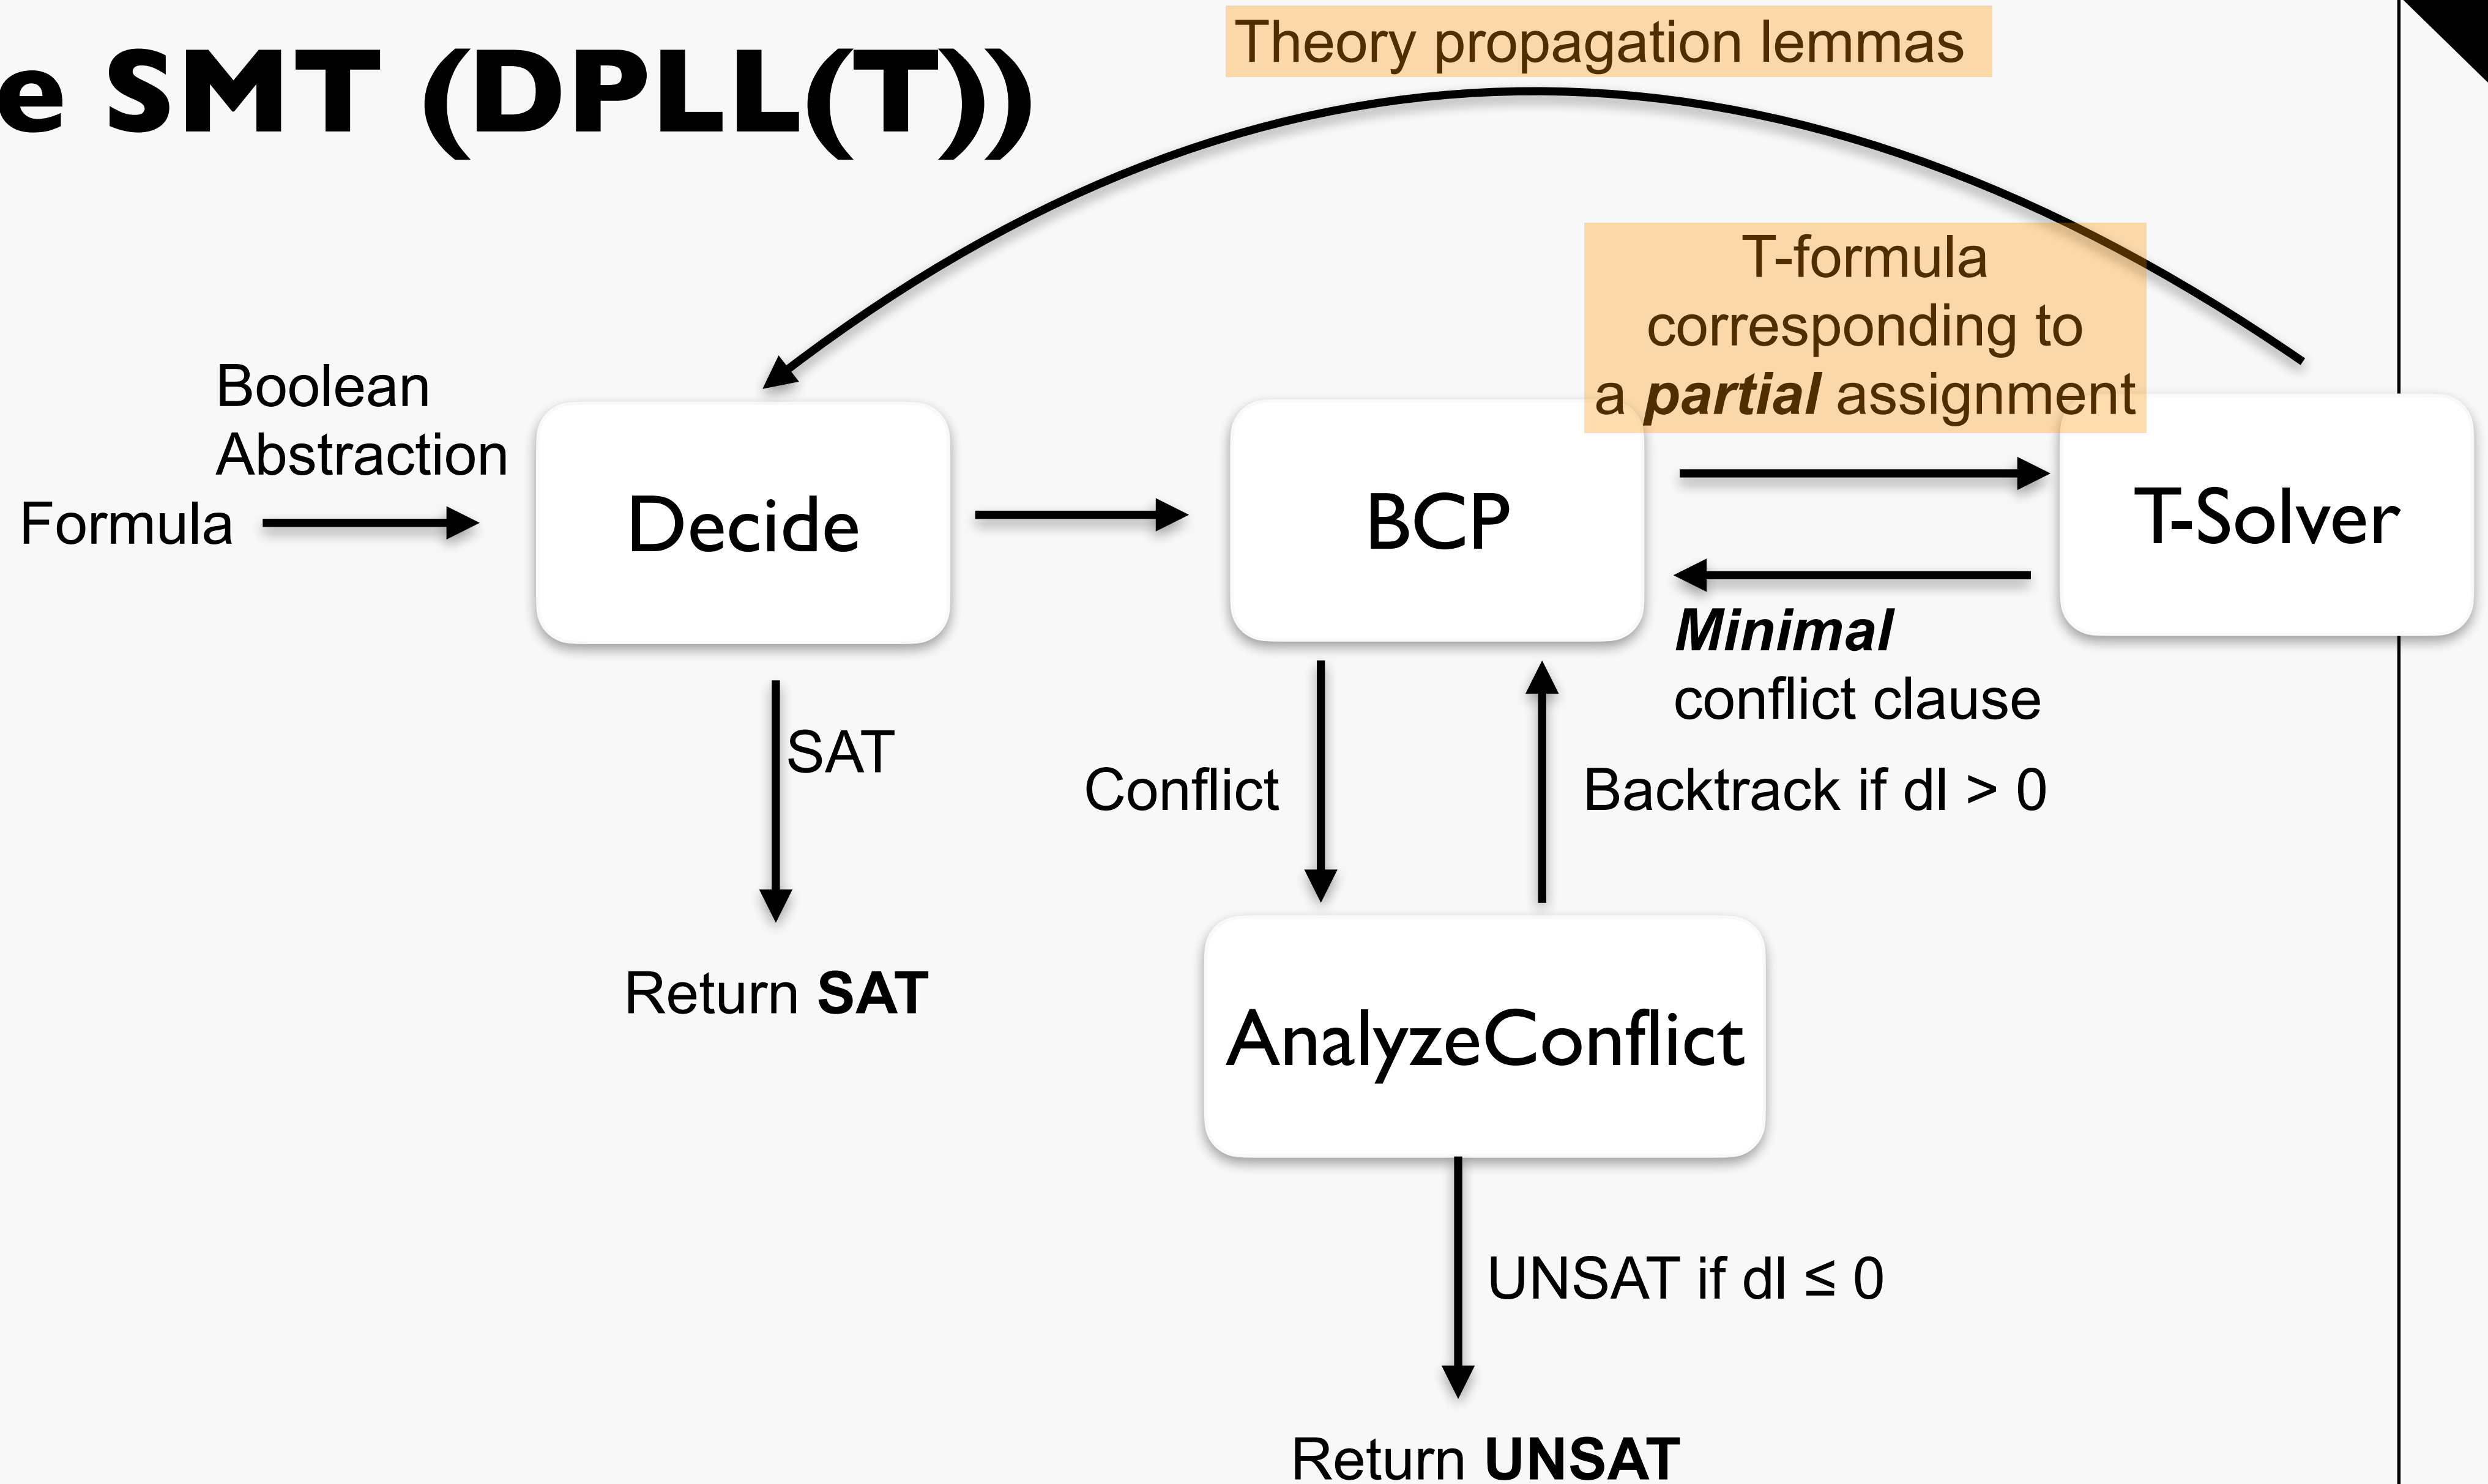 e SMT (DPLL(T))
Theory propagation lemmas
T-formula
corresponding to
a partial assignment
Boolean
Abstraction
Formula
Decide
BCP
T-Solver
Minimal
conflict clause
SAT
Conflict
Backtrack if dl > 0
Return SAT
AnalyzeConflict
UNSAT if dl ≤ 0
Return UNSAT